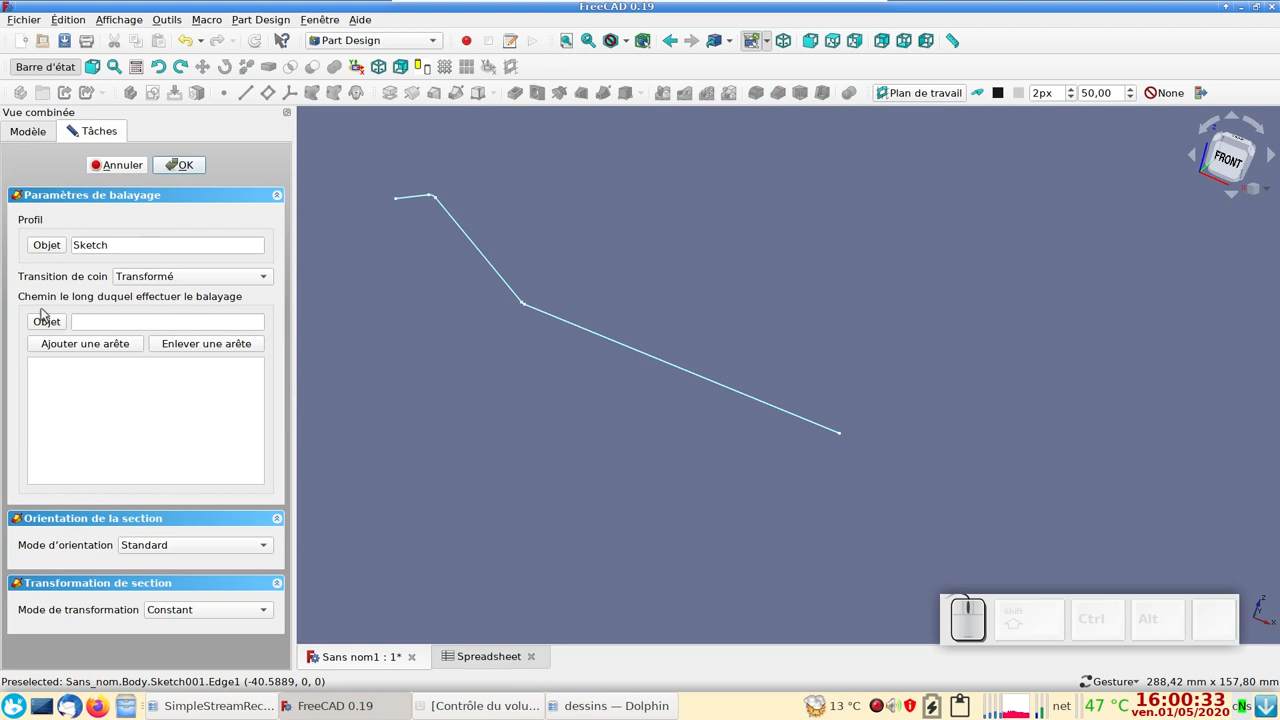 FreeCAD 0.19
Fichier Édition Affichage Outils Macro Part Design Fenêtre Aide
Part Design
Barre d'état
Plan de travail 2px 50,00 None
Vue combinée
Modèle Tâches
Annuler OK
Paramètres de balayage
Profil
Objet Sketch
Transition de coin Transformé
Chemin le long duquel effectuer le balayage
Objet
Ajouter une arête Enlever une arête
Orientation de la section
Mode d'orientation Standard
Transformation de section
Mode de transformation Constant
FRONT
Shift Ctrl Alt
Sans nom1 : 1* Spreadsheet
Preselected: Sans_nom.Body.Sketch001.Edge1 (-40.5889, 0, 0) Gesture 288,42 mm x 157,80 mm
SimpleStreamRec... FreeCAD 0.19 [Contrôle du volu... dessins — Dolphin 13 °C net 47 °C 16:00:33
ven.01/05/2020